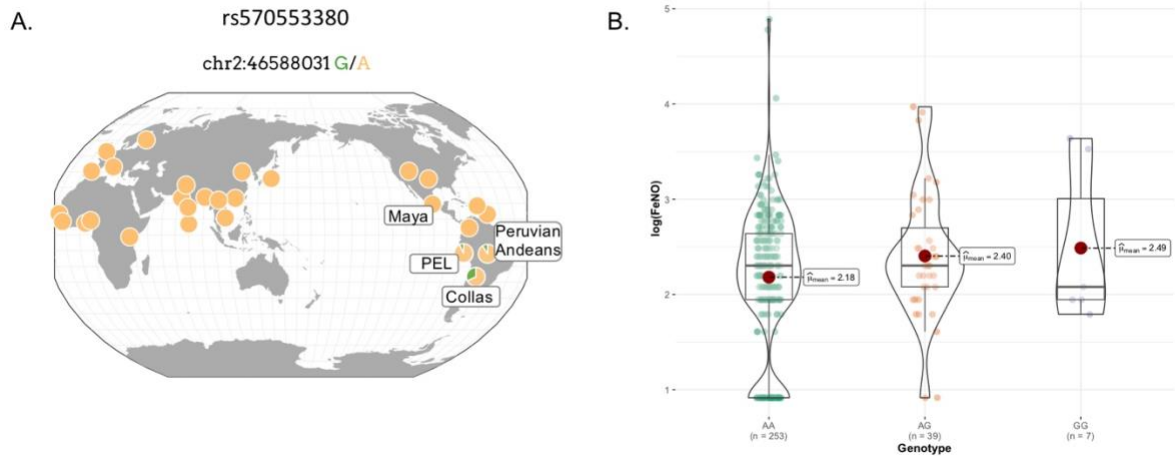 A.
rs570553380
chr2:46588031 G/A
Maya
PEL
Peruvian
Andeans
Collas
B.
5
4
3
2
1
log(FeNO)
μ̂mean = 2.18
μ̂mean = 2.40
μ̂mean = 2.49
AA
(n = 253)
AG
(n = 39)
GG
(n = 7)
Genotype